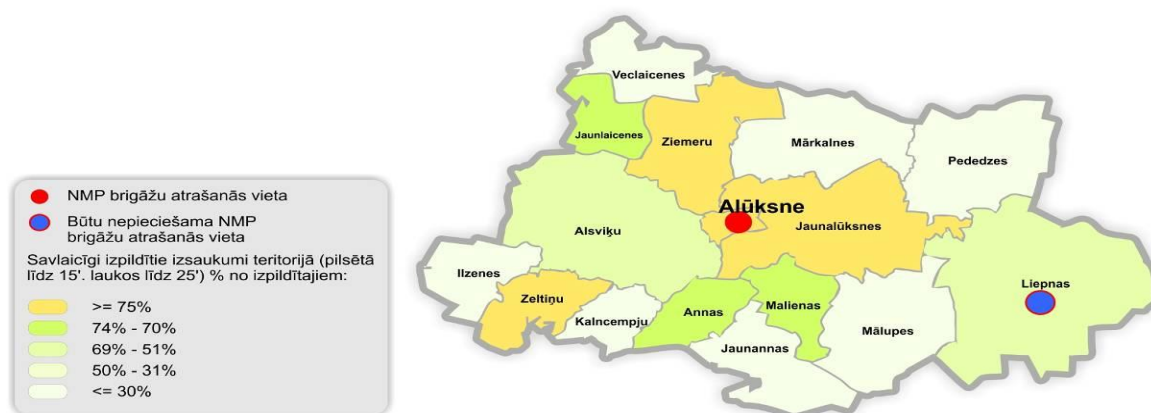 Veclaicenes
Jaunlaicenes
Ziemeru
Mārkalnes
Pededzes
Alūksne
Jaunalūksnes
Alsviķu
Ilzenes
Zeltiņu
Kalncempju
Annas
Malienas
Jaunannas
Mālupes
Liepnas
NMP brigāžu atrašanās vieta
Būtu nepieciešama NMP
brigāžu atrašanās vieta
Savlaicīgi izpildītie izsaukumi teritorijā (pilsētā
līdz 15'. laukos līdz 25') % no izpildītajiem:
>= 75%
74% - 70%
69% - 51%
50% - 31%
<= 30%